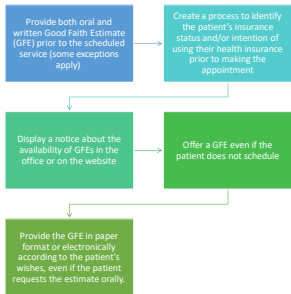 Provide both oral and
written Good Faith Estimate
(GFE) prior to the scheduled
service (some exceptions
apply)
Create a process to identify
the patient's insurance
status and/or intention of
using their health insurance
prior to making the
appointment
Display a notice about the
availability of GFEs in the
office or on the website
Offer a GFE even if the
patient does not schedule
Provide the GFE in paper
format or electronically
according to the patient's
wishes, even if the patient
requests the estimate orally.